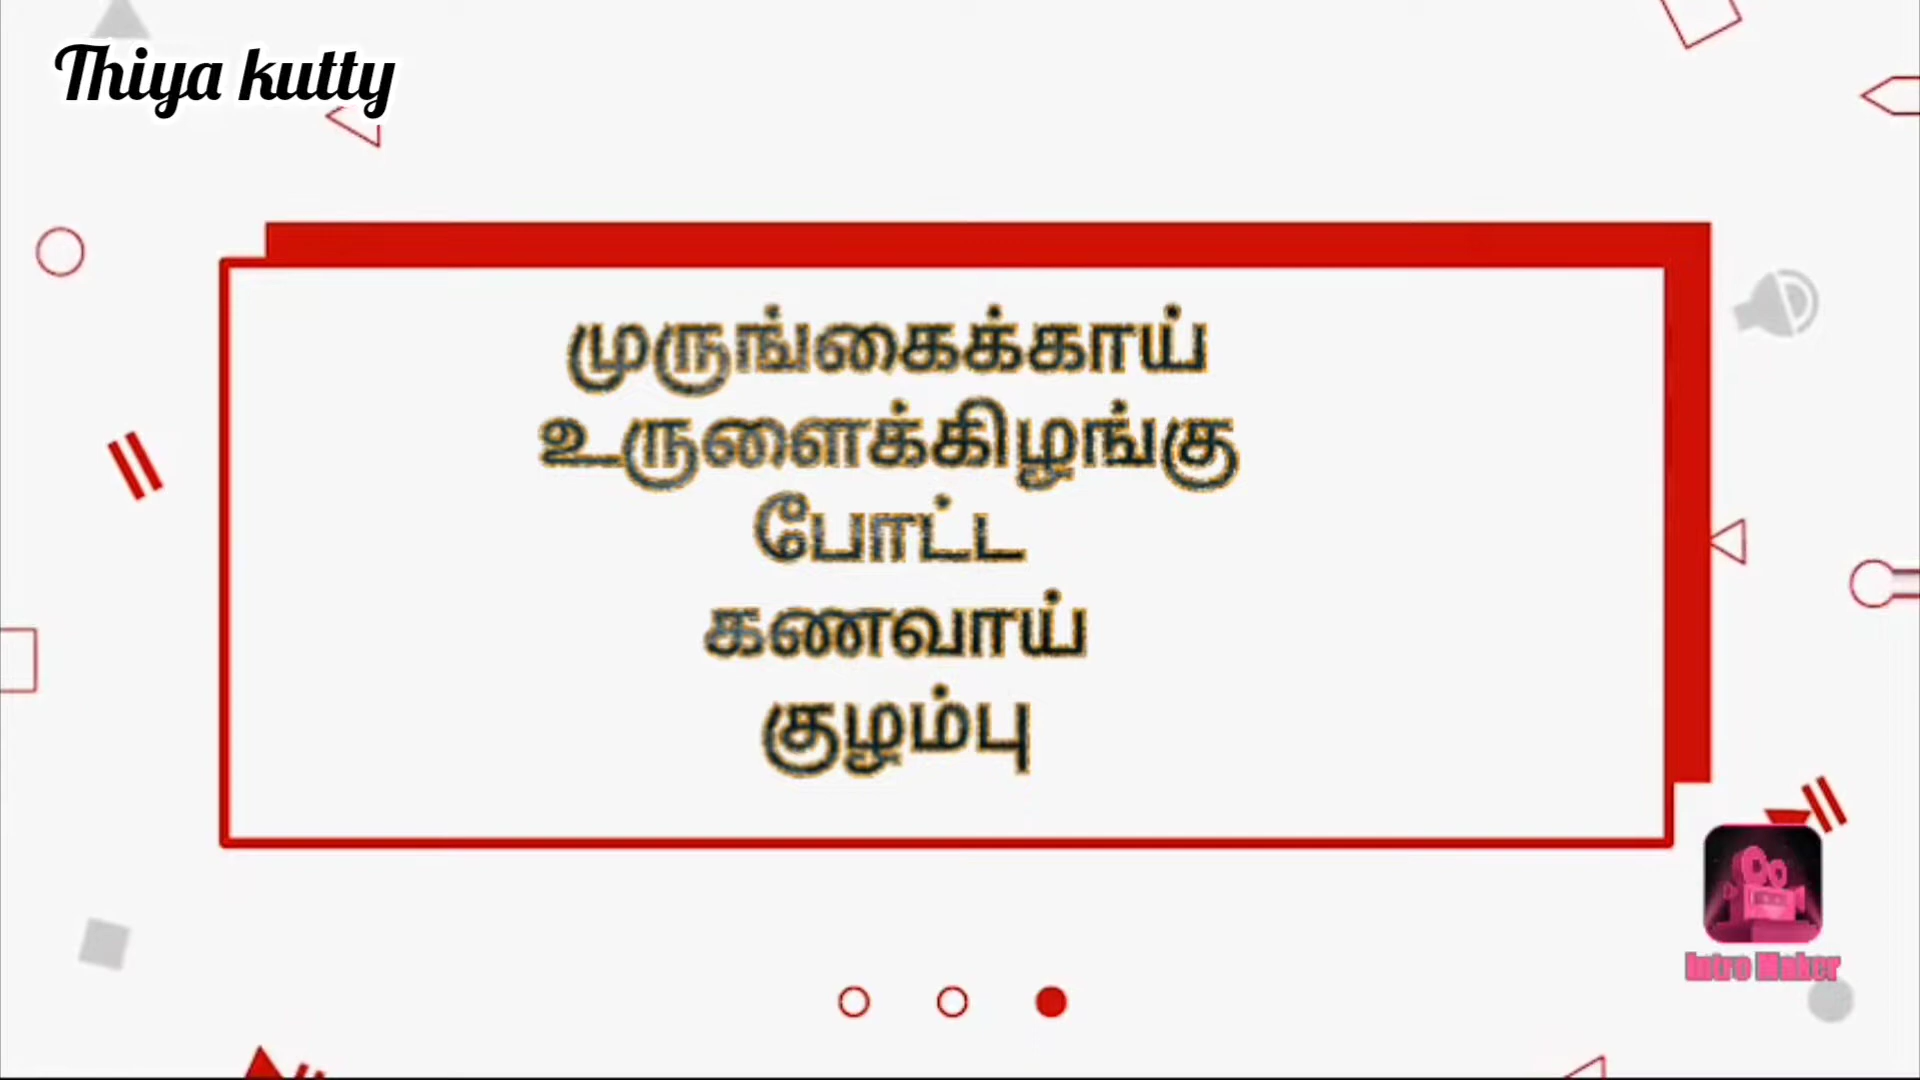 Thiya kutty
முருங்கைக்காய்
உருளைக்கிழங்கு
போட்ட
கணவாய்
குழம்பு
Intro Maker